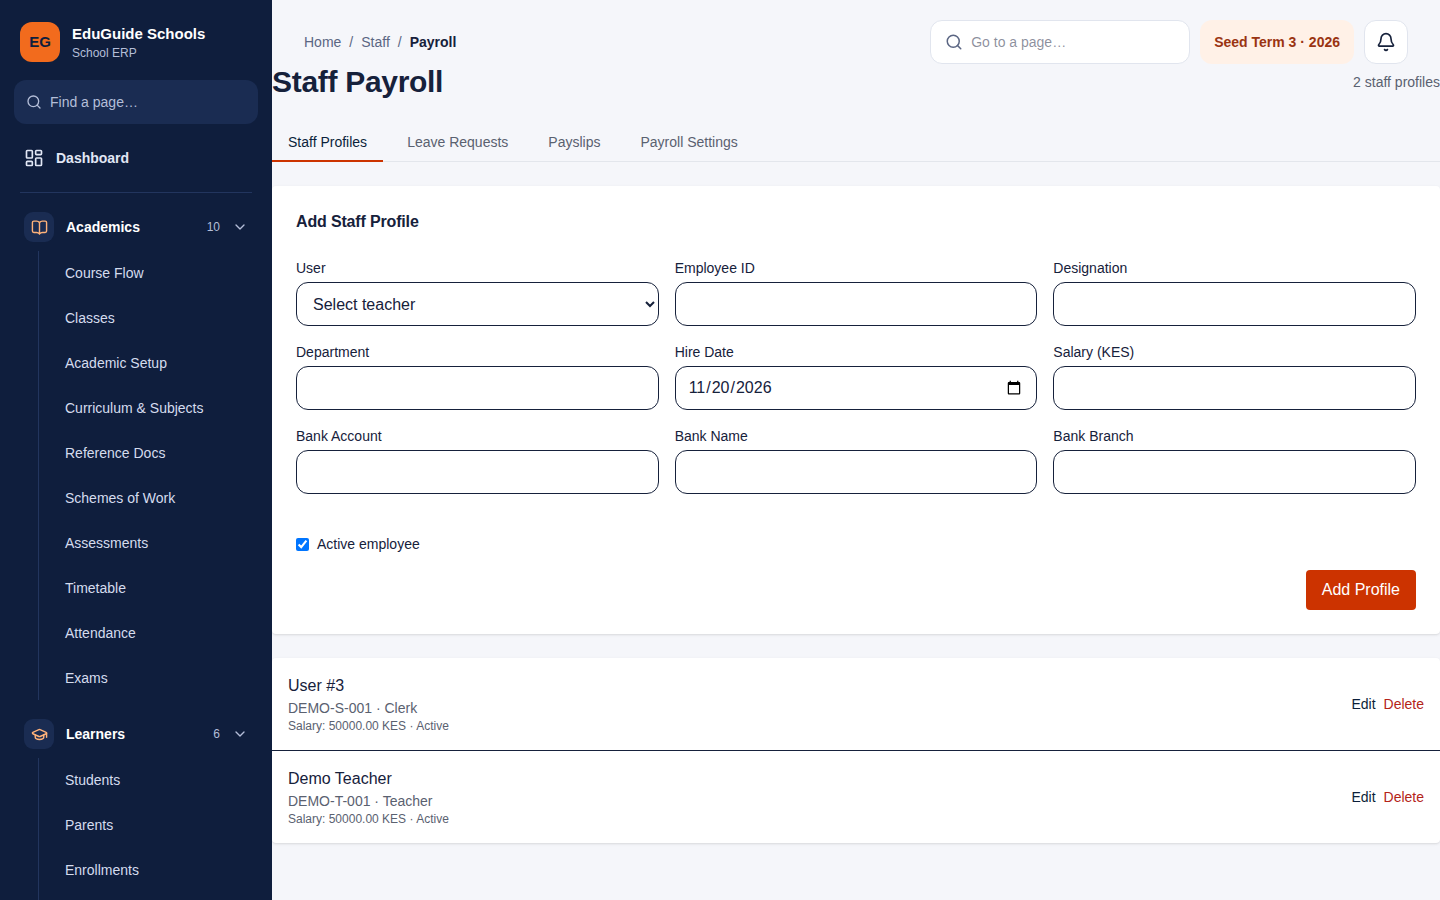 EG
EduGuide Schools
School ERP
Find a page…
Dashboard
Academics 10
Course Flow
Classes
Academic Setup
Curriculum & Subjects
Reference Docs
Schemes of Work
Assessments
Timetable
Attendance
Exams
Learners 6
Students
Parents
Enrollments
Home / Staff / Payroll
Go to a page…
Seed Term 3 · 2026
Staff Payroll
2 staff profiles
Staff Profiles Leave Requests Payslips Payroll Settings
Add Staff Profile
User Employee ID Designation
Select teacher
Department Hire Date Salary (KES)
11/20/2026
Bank Account Bank Name Bank Branch
Active employee
Add Profile
User #3
DEMO-S-001 · Clerk
Salary: 50000.00 KES · Active
Edit Delete
Demo Teacher
DEMO-T-001 · Teacher
Salary: 50000.00 KES · Active
Edit Delete